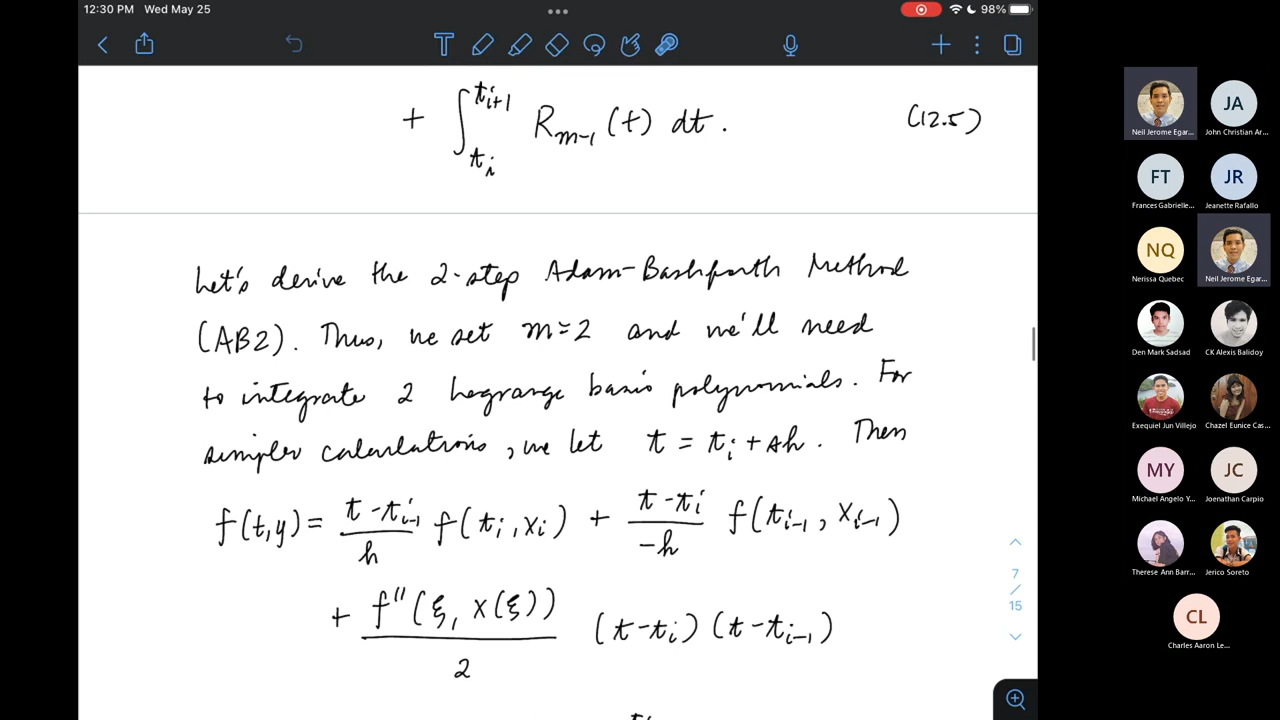 12:30 PM Wed May 25
98%
T
+ ∫_{t_i}^{t_{i+1}} R_{m-1}(t) dt. (12.5)
Let's derive the 2-step Adam-Bashforth Method
(AB2). Thus, we set m=2 and we'll need
to integrate 2 Lagrange basis polynomials. For
simpler calculations, we let t = t_i + sh. Then
f(t,y) = \frac{t-t_{i-1}}{h} f(t_i, x_i) + \frac{t-t_i}{-h} f(t_{i-1}, x_{i-1})
+ \frac{f''(ξ, x(ξ))}{2} (t-t_i)(t-t_{i-1})
7
/
15
Neil Jerome Egar...
JA
John Christian Ar...
FT
Frances Gabrielle...
JR
Jeanette Rafallo
NQ
Nerissa Quebec
Neil Jerome Egar...
Den Mark Sadsad
CK Alexis Balidoy
Exequiel Jun Villejo
Chazel Eunice Cas...
MY
Michael Angelo Y...
JC
Joenathan Carpio
Therese Ann Barr...
Jerico Soreto
CL
Charles Aaron Le...